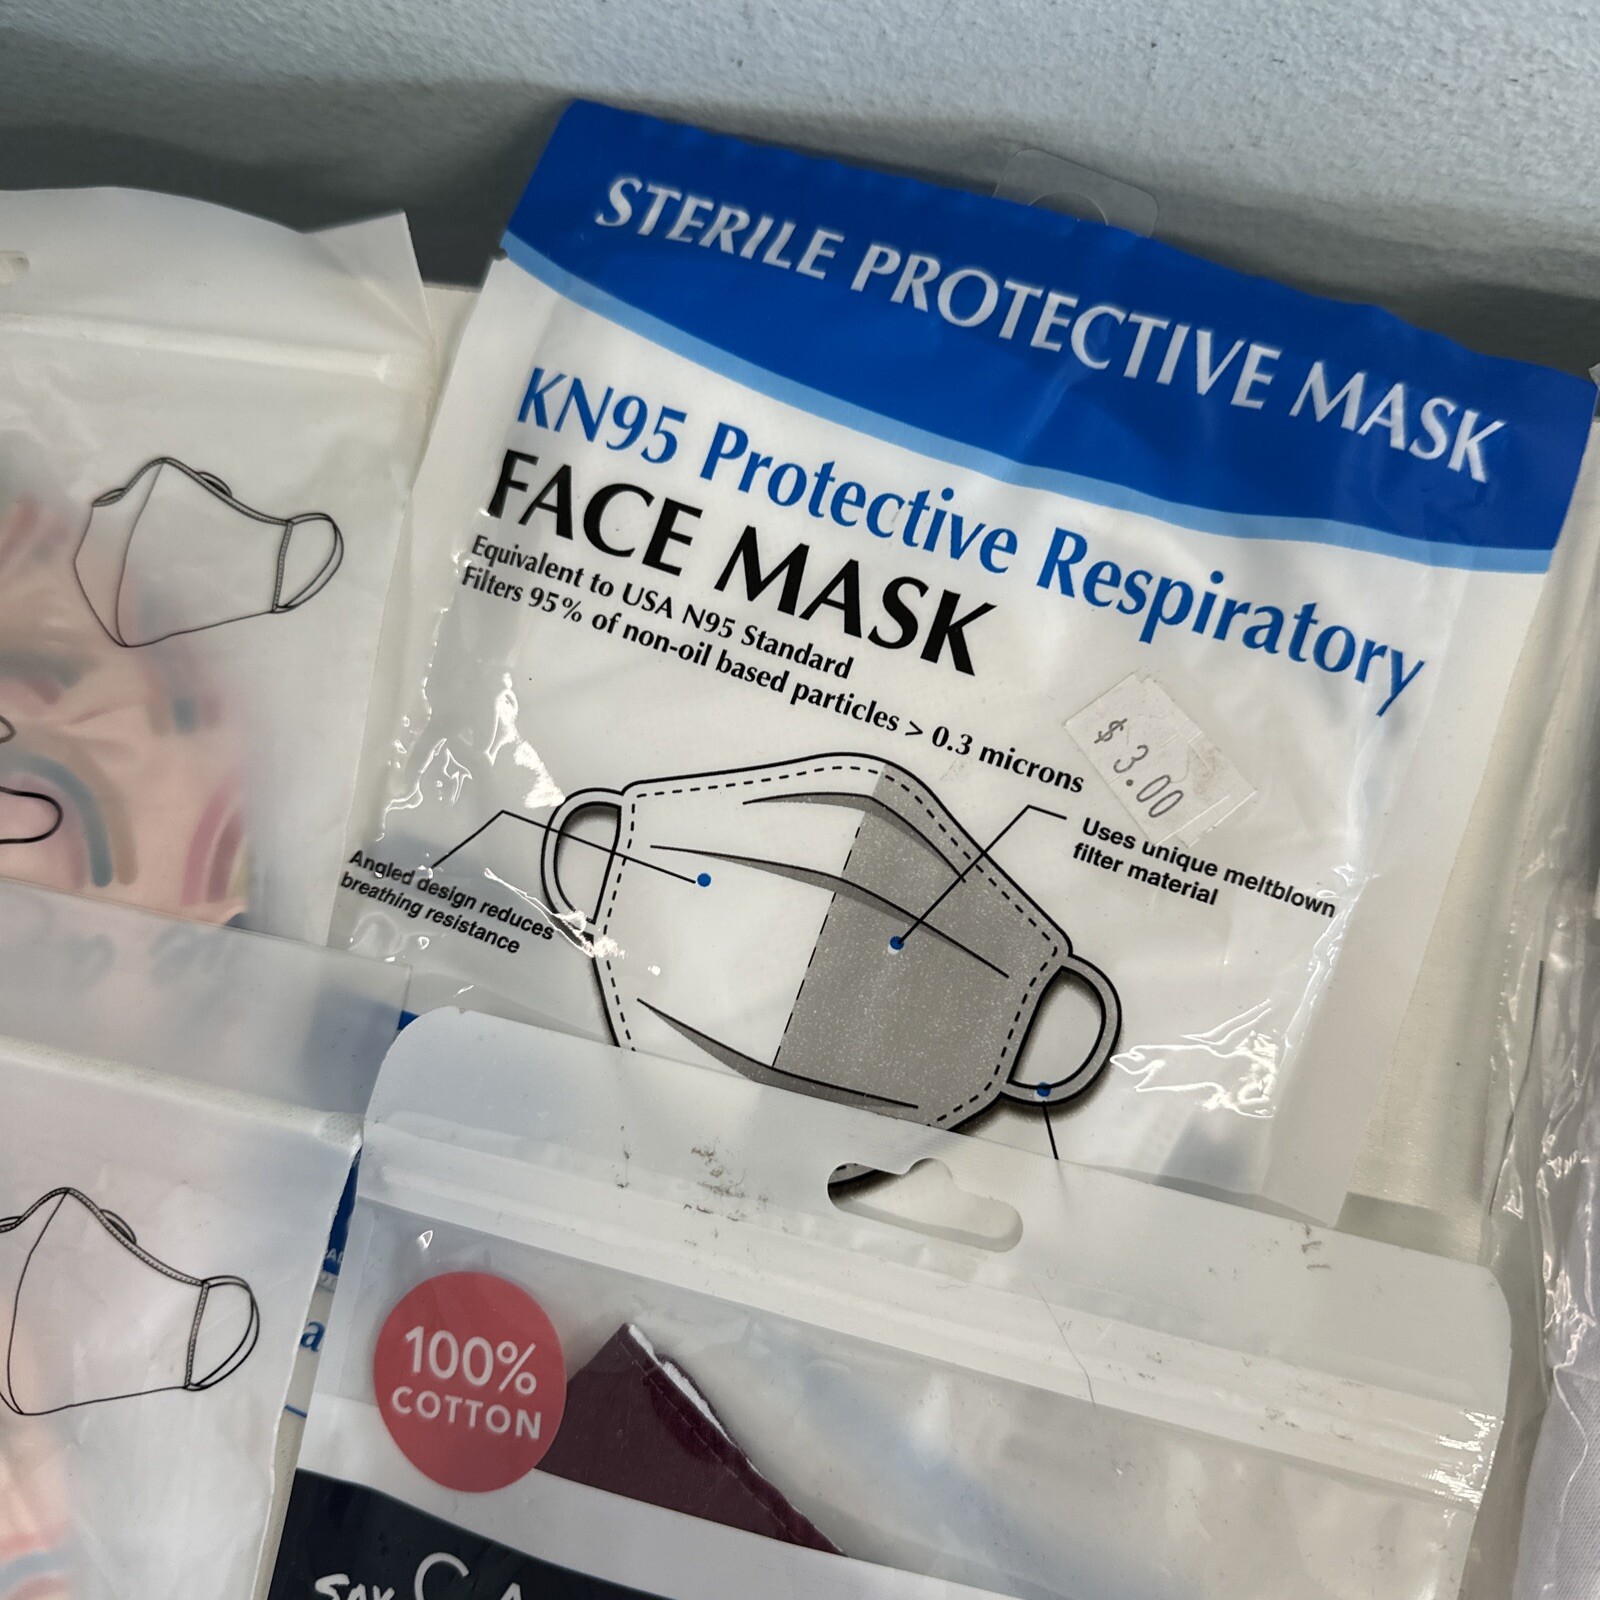 STERILE PROTECTIVE MASK
KN95 Protective Respiratory
FACE MASK
Equivalent to USA N95 Standard
Filters 95% of non-oil based particles > 0.3 microns
$ 3.00
Uses unique meltblown
filter material
Angled design reduces
breathing resistance
100%
COTTON